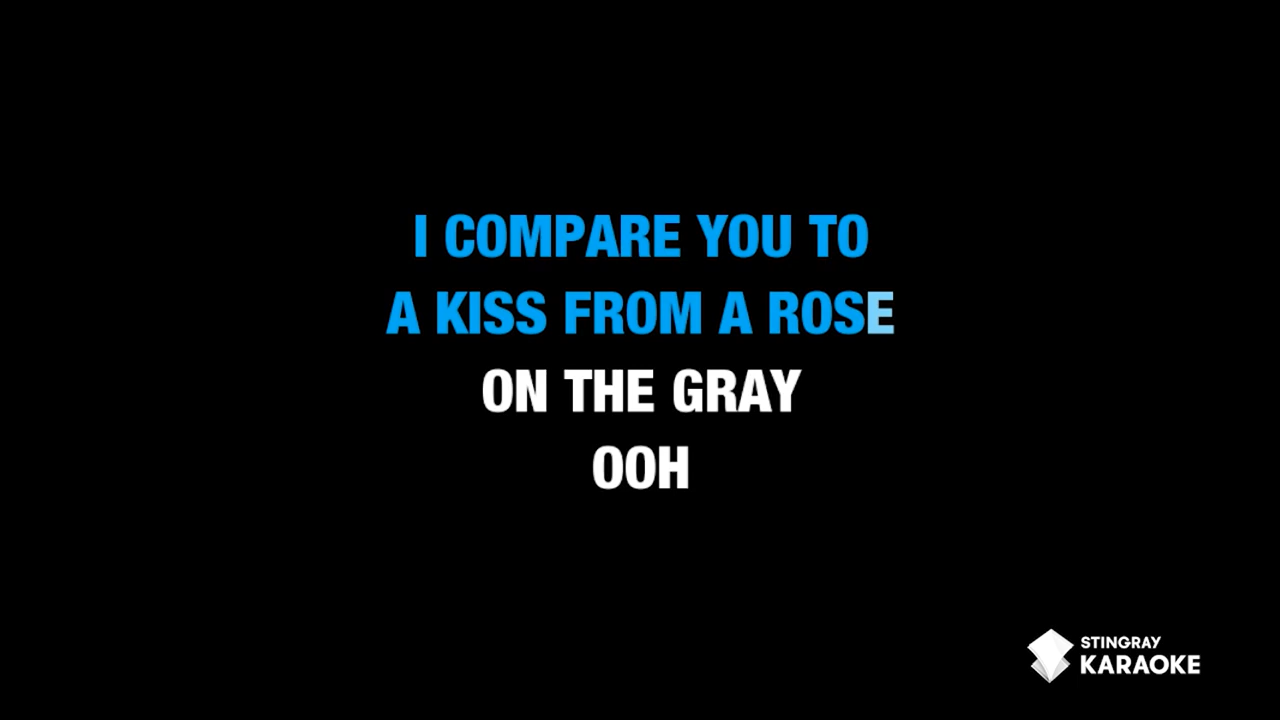 I COMPARE YOU TO
A KISS FROM A ROSE
ON THE GRAY
OOH
STINGRAY
KARAOKE